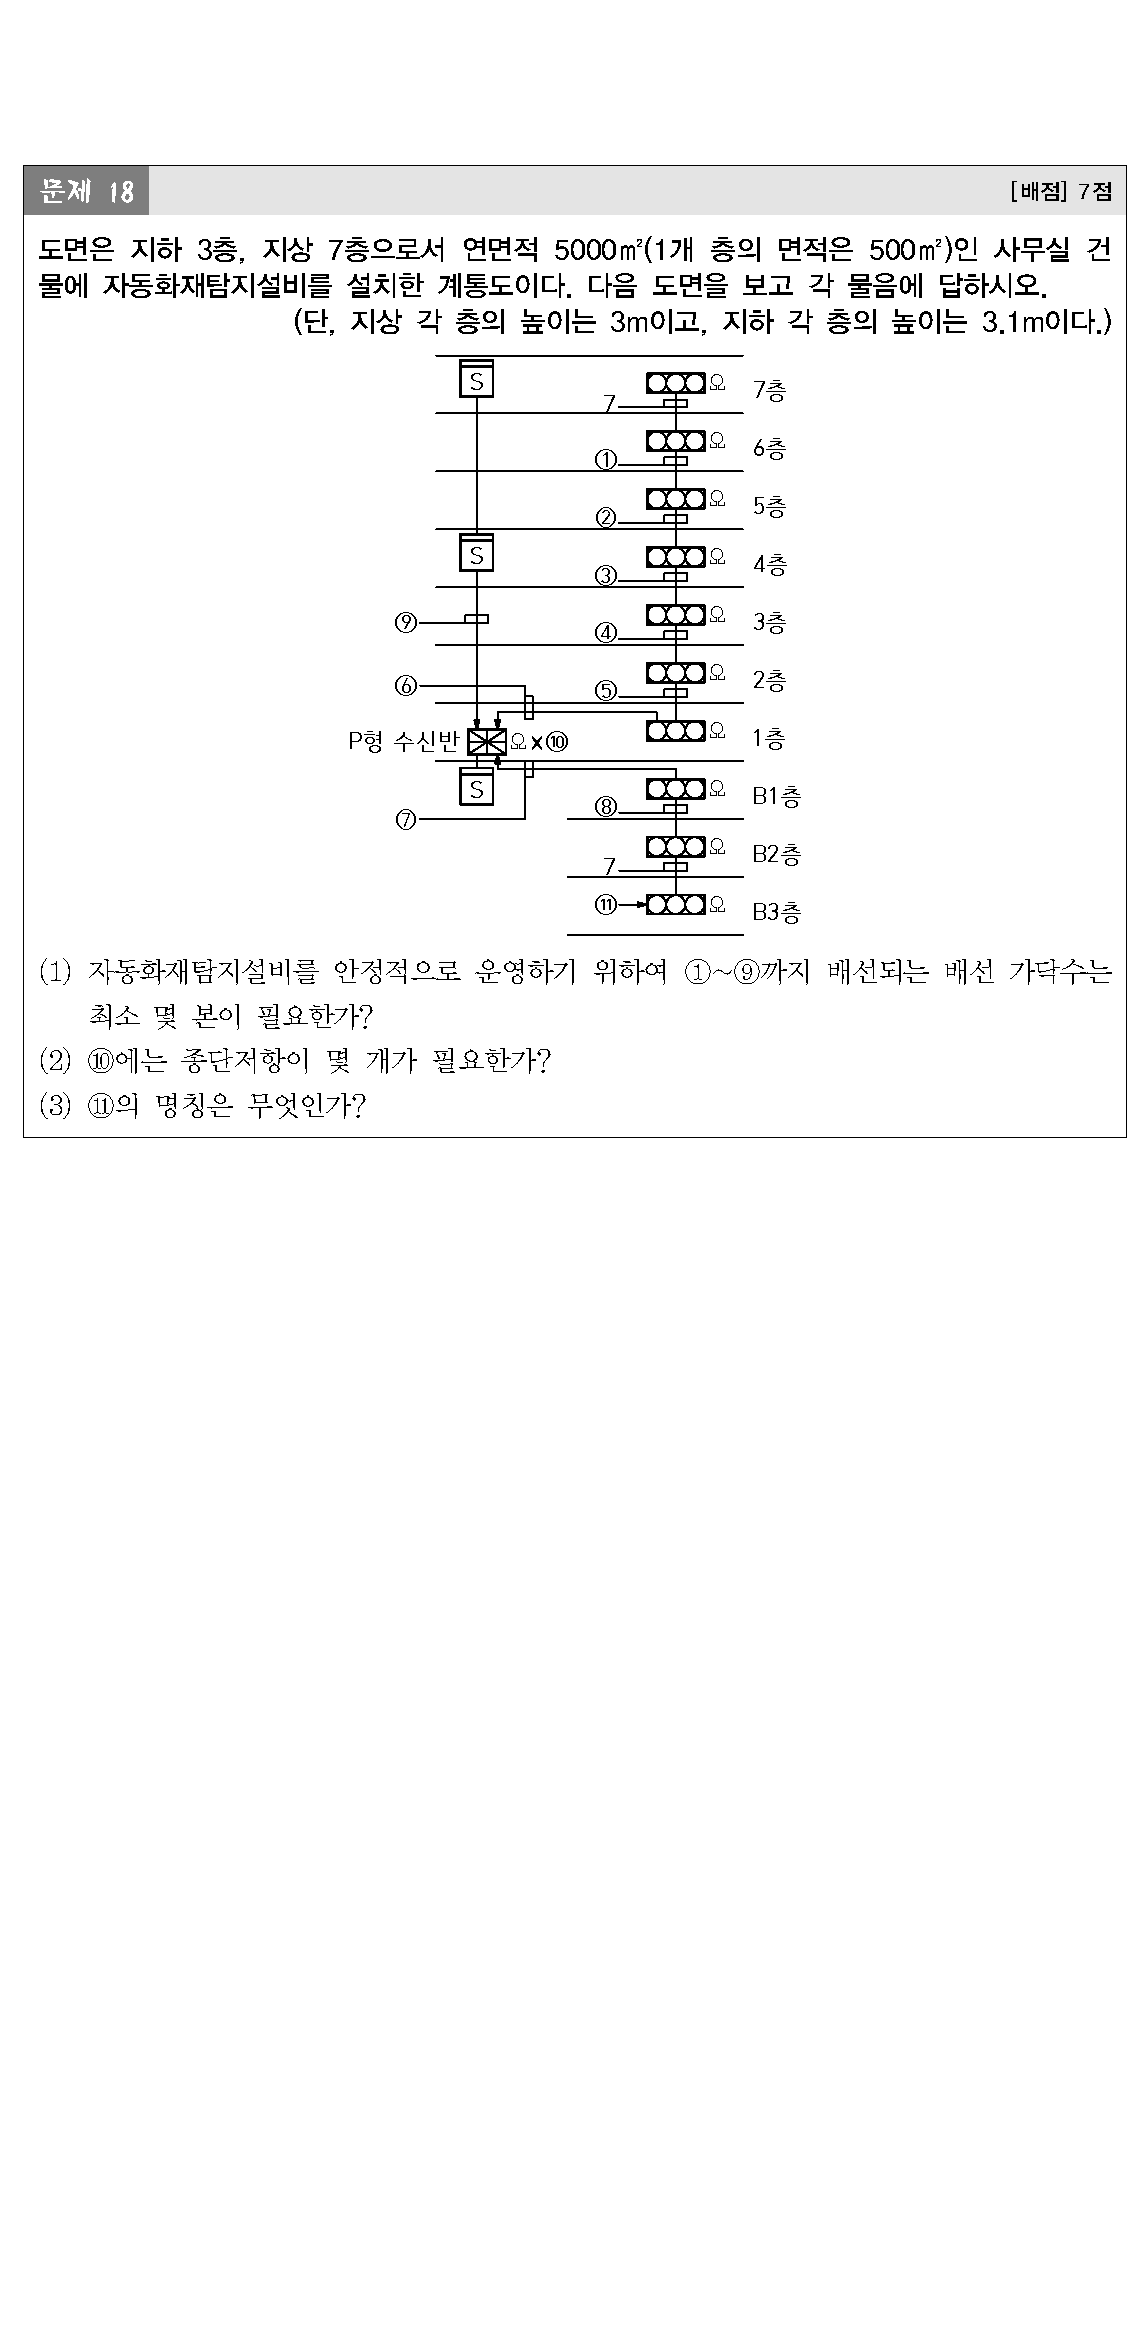 문제 18
[배점] 7점
도면은 지하 3층, 지상 7층으로서 연면적 5000㎡(1개 층의 면적은 500㎡)인 사무실 건
물에 자동화재탐지설비를 설치한 계통도이다. 다음 도면을 보고 각 물음에 답하시오.
(단, 지상 각 층의 높이는 3m이고, 지하 각 층의 높이는 3.1m이다.)
S
Ω 7층
7
Ω 6층
①
Ω 5층
②
S
Ω 4층
③
Ω 3층
⑨
④
Ω 2층
⑥
⑤
P형 수신반 Ω x⑩
Ω 1층
S
Ω B1층
⑦
⑧
Ω B2층
7
⑪
Ω B3층
(1) 자동화재탐지설비를 안정적으로 운영하기 위하여 ①~⑨까지 배선되는 배선 가닥수는
최소 몇 본이 필요한가?
(2) ⑩에는 종단저항이 몇 개가 필요한가?
(3) ⑪의 명칭은 무엇인가?